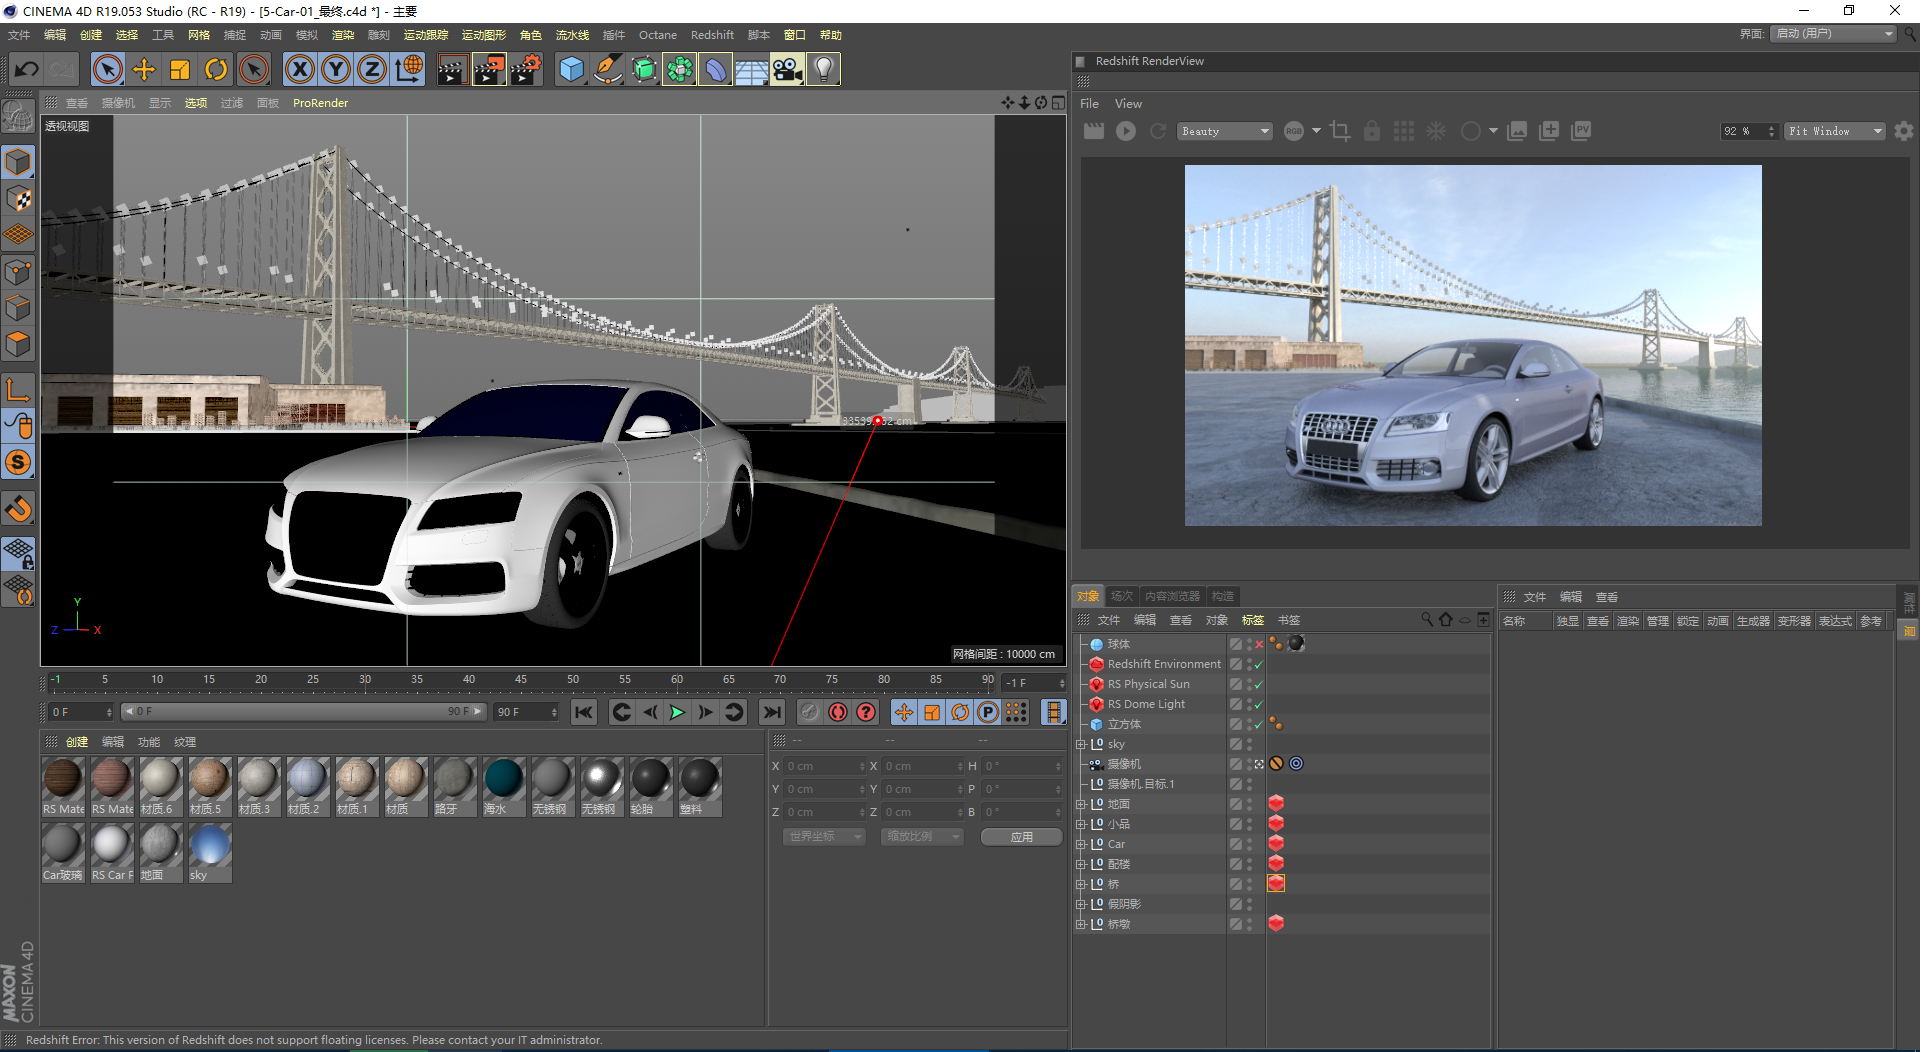 CINEMA 4D R19.053 Studio (RC - R19) - [5-Car-01_最终.c4d *] - 主要
文件 编辑 创建 选择 工具 网格 捕捉 动画 模拟 渲染 雕刻 运动跟踪 运动图形 角色 流水线 插件 Octane Redshift 脚本 窗口 帮助
界面: 启动 (用户)
查看 摄像机 显示 选项 过滤 面板 ProRender
透视视图
网格间距 : 10000 cm
Y
Z X
-1 5 10 15 20 25 30 35 40 45 50 55 60 65 70 75 80 85 90 -1 F
0 F 0 F 90 F 90 F
创建 编辑 功能 纹理
RS Mate RS Mate 材质.6 材质.5 材质.3 材质.2 材质.1 材质 路牙 海水 无锈钢 无锈钢 轮胎 塑料
Car玻璃 RS Car F 地面 sky
-- -- --
X 0 cm X 0 cm H 0 °
Y 0 cm Y 0 cm P 0 °
Z 0 cm Z 0 cm B 0 °
世界坐标 缩放比例 应用
MAXON
CINEMA 4D
Redshift Error: This version of Redshift does not support floating licenses. Please contact your IT administrator.
Redshift RenderView
File View
Beauty RGB PV 92 % Fit Window
对象 场次 内容浏览器 构造
文件 编辑 查看 对象 标签 书签
球体
Redshift Environment
RS Physical Sun
RS Dome Light
立方体
sky
摄像机
摄像机.目标.1
地面
小品
Car
配楼
桥
假阴影
桥墩
文件 编辑 查看
名称 独显 查看 渲染 管理 锁定 动画 生成器 变形器 表达式 参考